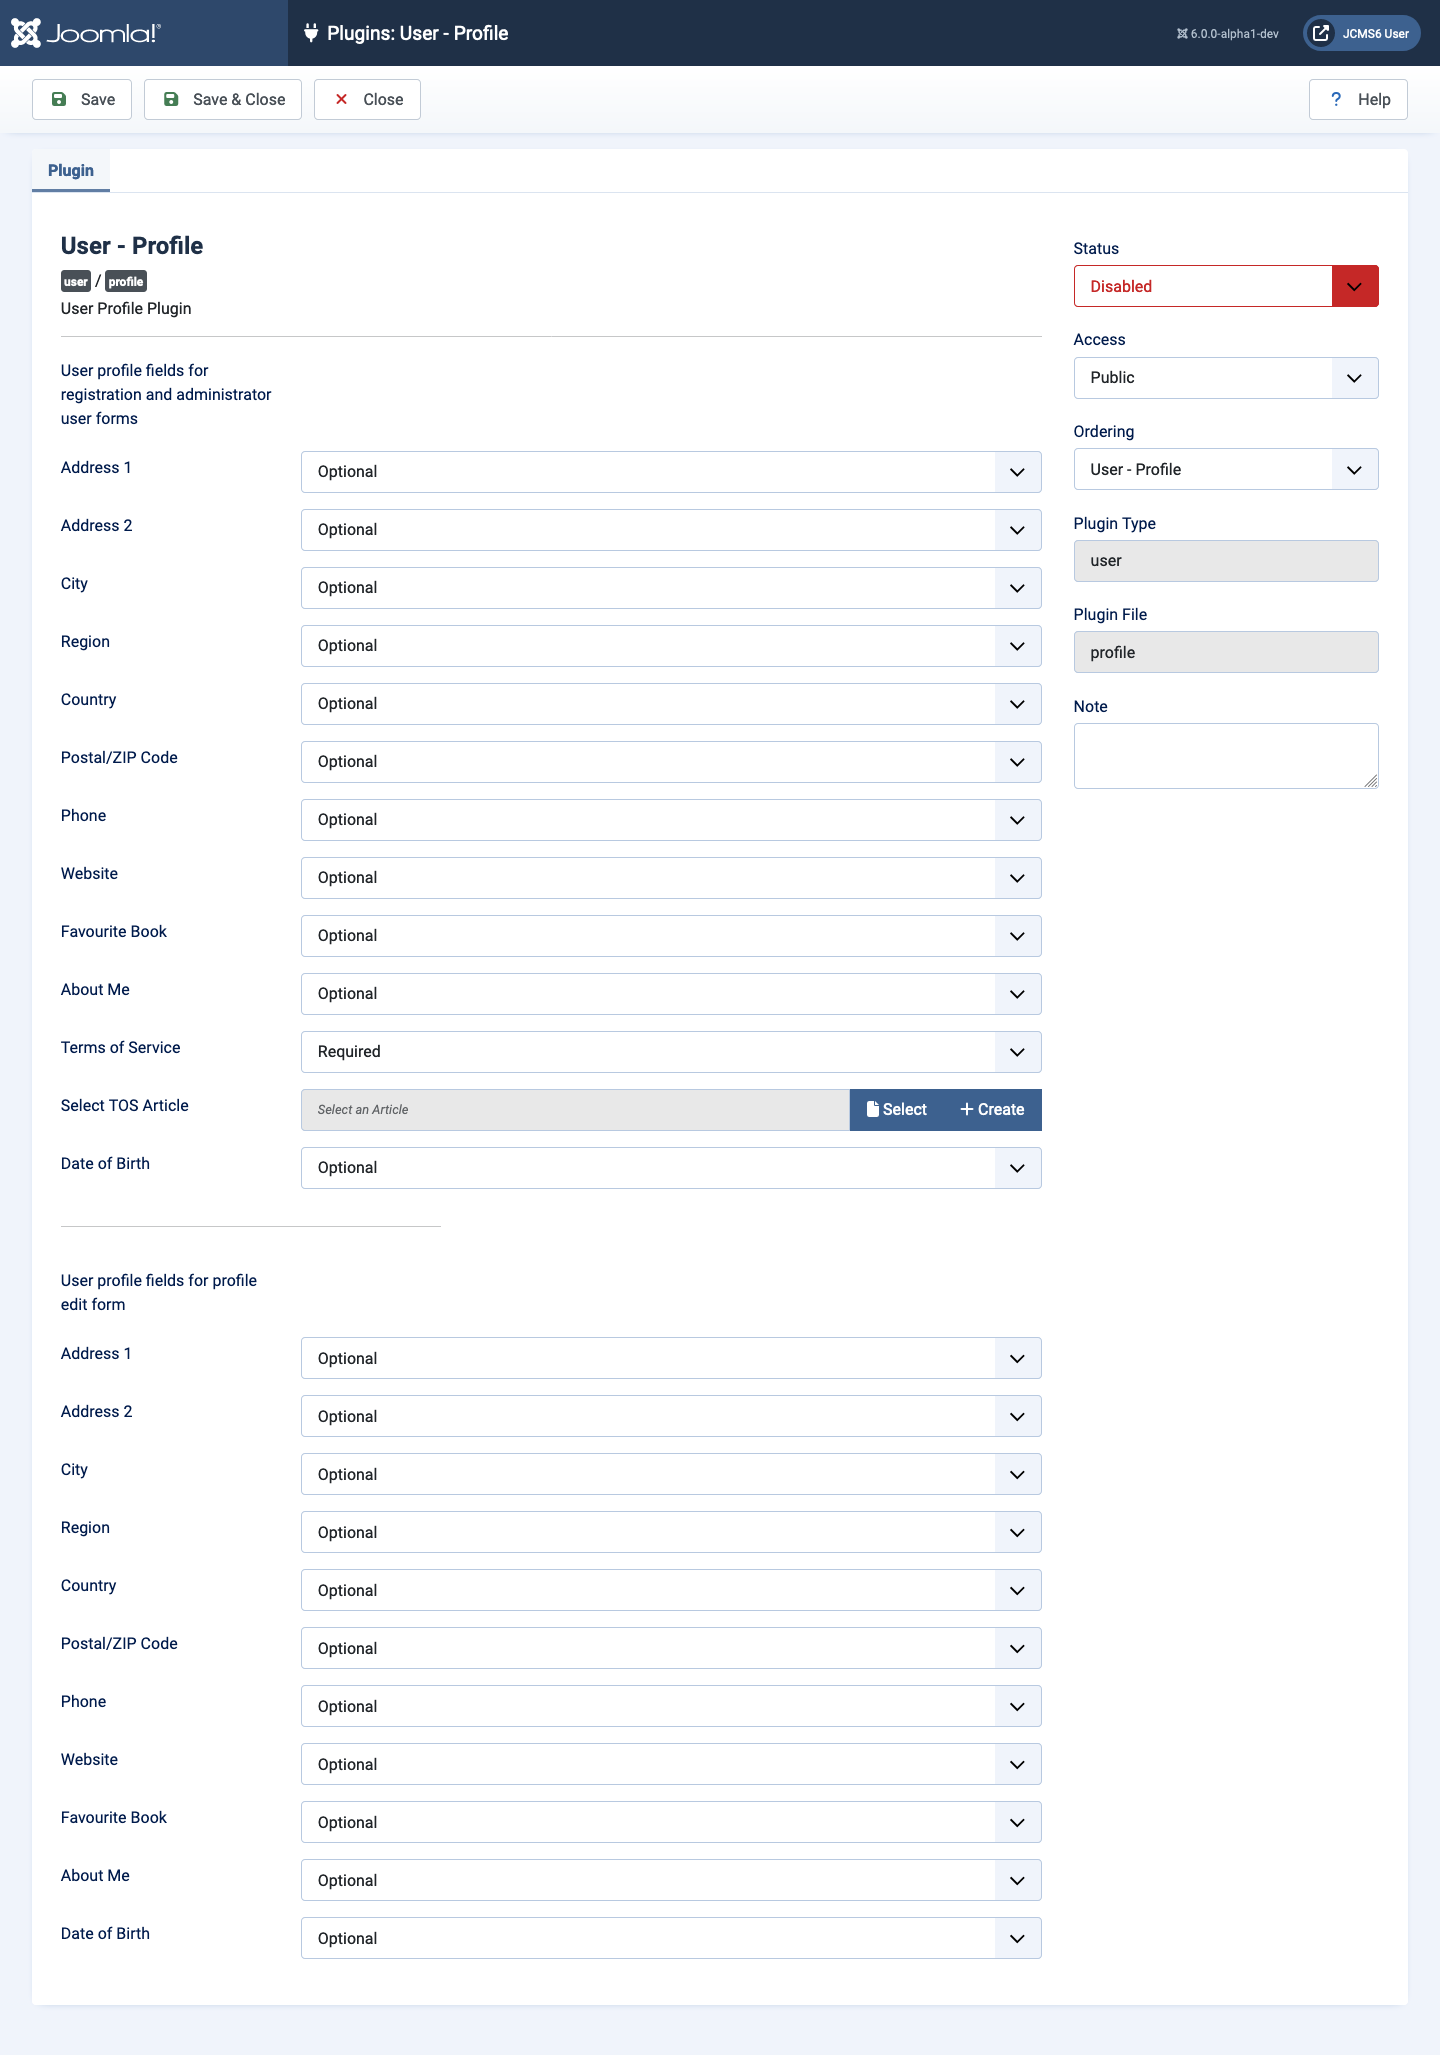 Joomla!®
Plugins: User - Profile
6.0.0-alpha1-dev
JCMS6 User
Save
Save & Close
Close
? Help
Plugin
User - Profile
user / profile
User Profile Plugin
User profile fields for
registration and administrator
user forms
Address 1
Optional
Address 2
Optional
City
Optional
Region
Optional
Country
Optional
Postal/ZIP Code
Optional
Phone
Optional
Website
Optional
Favourite Book
Optional
About Me
Optional
Terms of Service
Required
Select TOS Article
Select an Article
Select
Create
Date of Birth
Optional
User profile fields for profile
edit form
Address 1
Optional
Address 2
Optional
City
Optional
Region
Optional
Country
Optional
Postal/ZIP Code
Optional
Phone
Optional
Website
Optional
Favourite Book
Optional
About Me
Optional
Date of Birth
Optional
Status
Disabled
Access
Public
Ordering
User - Profile
Plugin Type
user
Plugin File
profile
Note